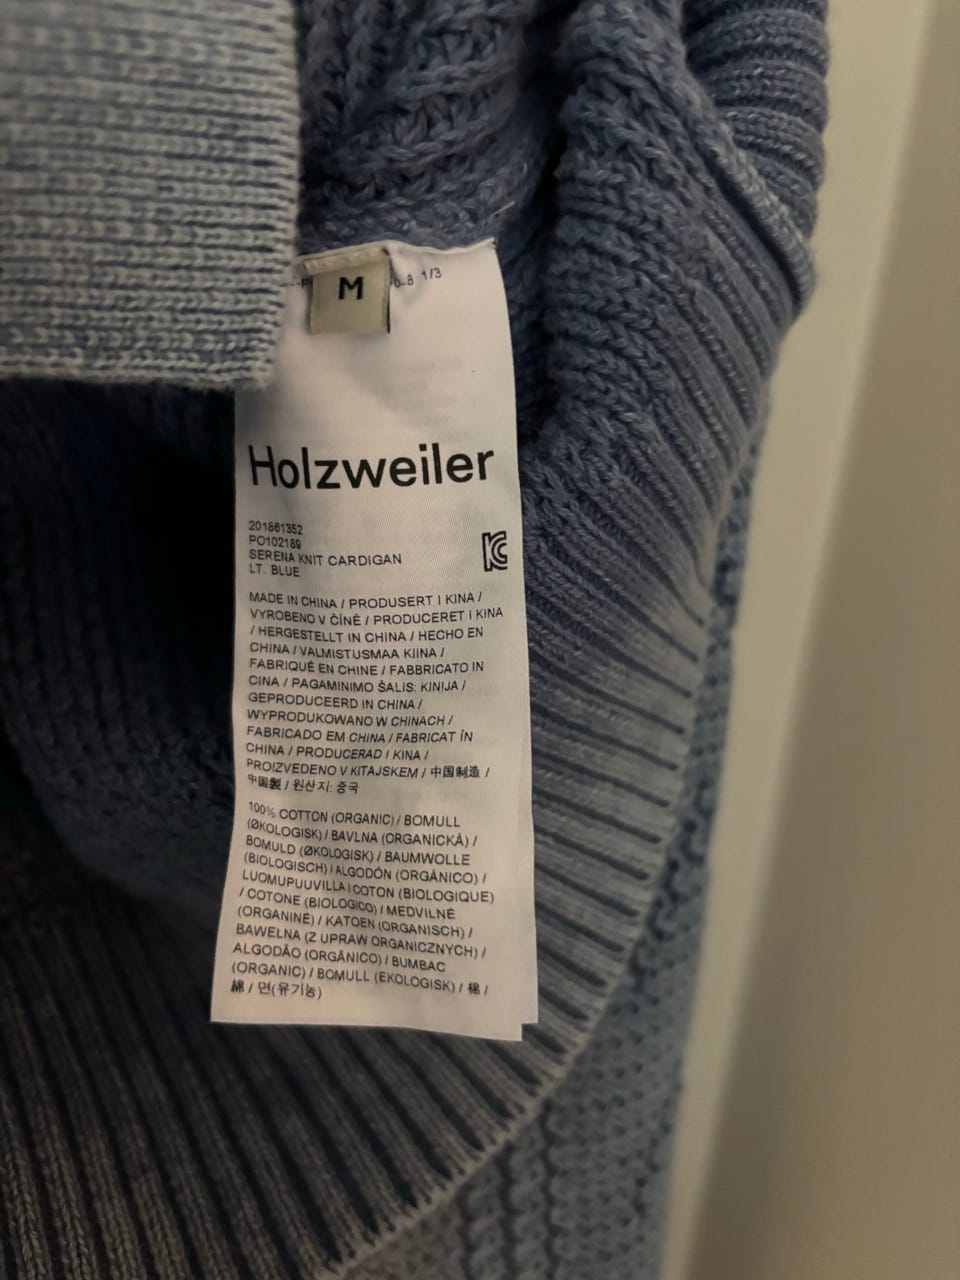 M
8 1/3
Holzweiler
201861352
PO102189
SERENA KNIT CARDIGAN
LT. BLUE
MADE IN CHINA / PRODUSERT I KINA /
VYROBENO V ČÍNĚ / PRODUCERET I KINA
/ HERGESTELLT IN CHINA / HECHO EN
CHINA / VALMISTUSMAA KIINA /
FABRIQUÉ EN CHINE / FABBRICATO IN
CINA / PAGAMINIMO ŠALIS: KINIJA /
GEPRODUCEERD IN CHINA /
WYPRODUKOWANO W CHINACH /
FABRICADO EM CHINA / FABRICAT ÎN
CHINA / PRODUCERAD I KINA /
PROIZVEDENO V KITAJSKEM / 中国制造 /
中国製 / 원산지: 중국
100% COTTON (ORGANIC) / BOMULL
(ØKOLOGISK) / BAVLNA (ORGANICKÁ) /
BOMULD (ØKOLOGISK) / BAUMWOLLE
(BIOLOGISCH) / ALGODÓN (ORGÁNICO) /
LUOMUPUUVILLA / COTON (BIOLOGIQUE)
/ COTONE (BIOLOGICO) / MEDVILNĖ
(ORGANINĖ) / KATOEN (ORGANISCH) /
BAWEŁNA (Z UPRAW ORGANICZNYCH) /
ALGODÃO (ORGÂNICO) / BUMBAC
(ORGANIC) / BOMULL (EKOLOGISK) / 棉 /
綿 / 면(유기농)